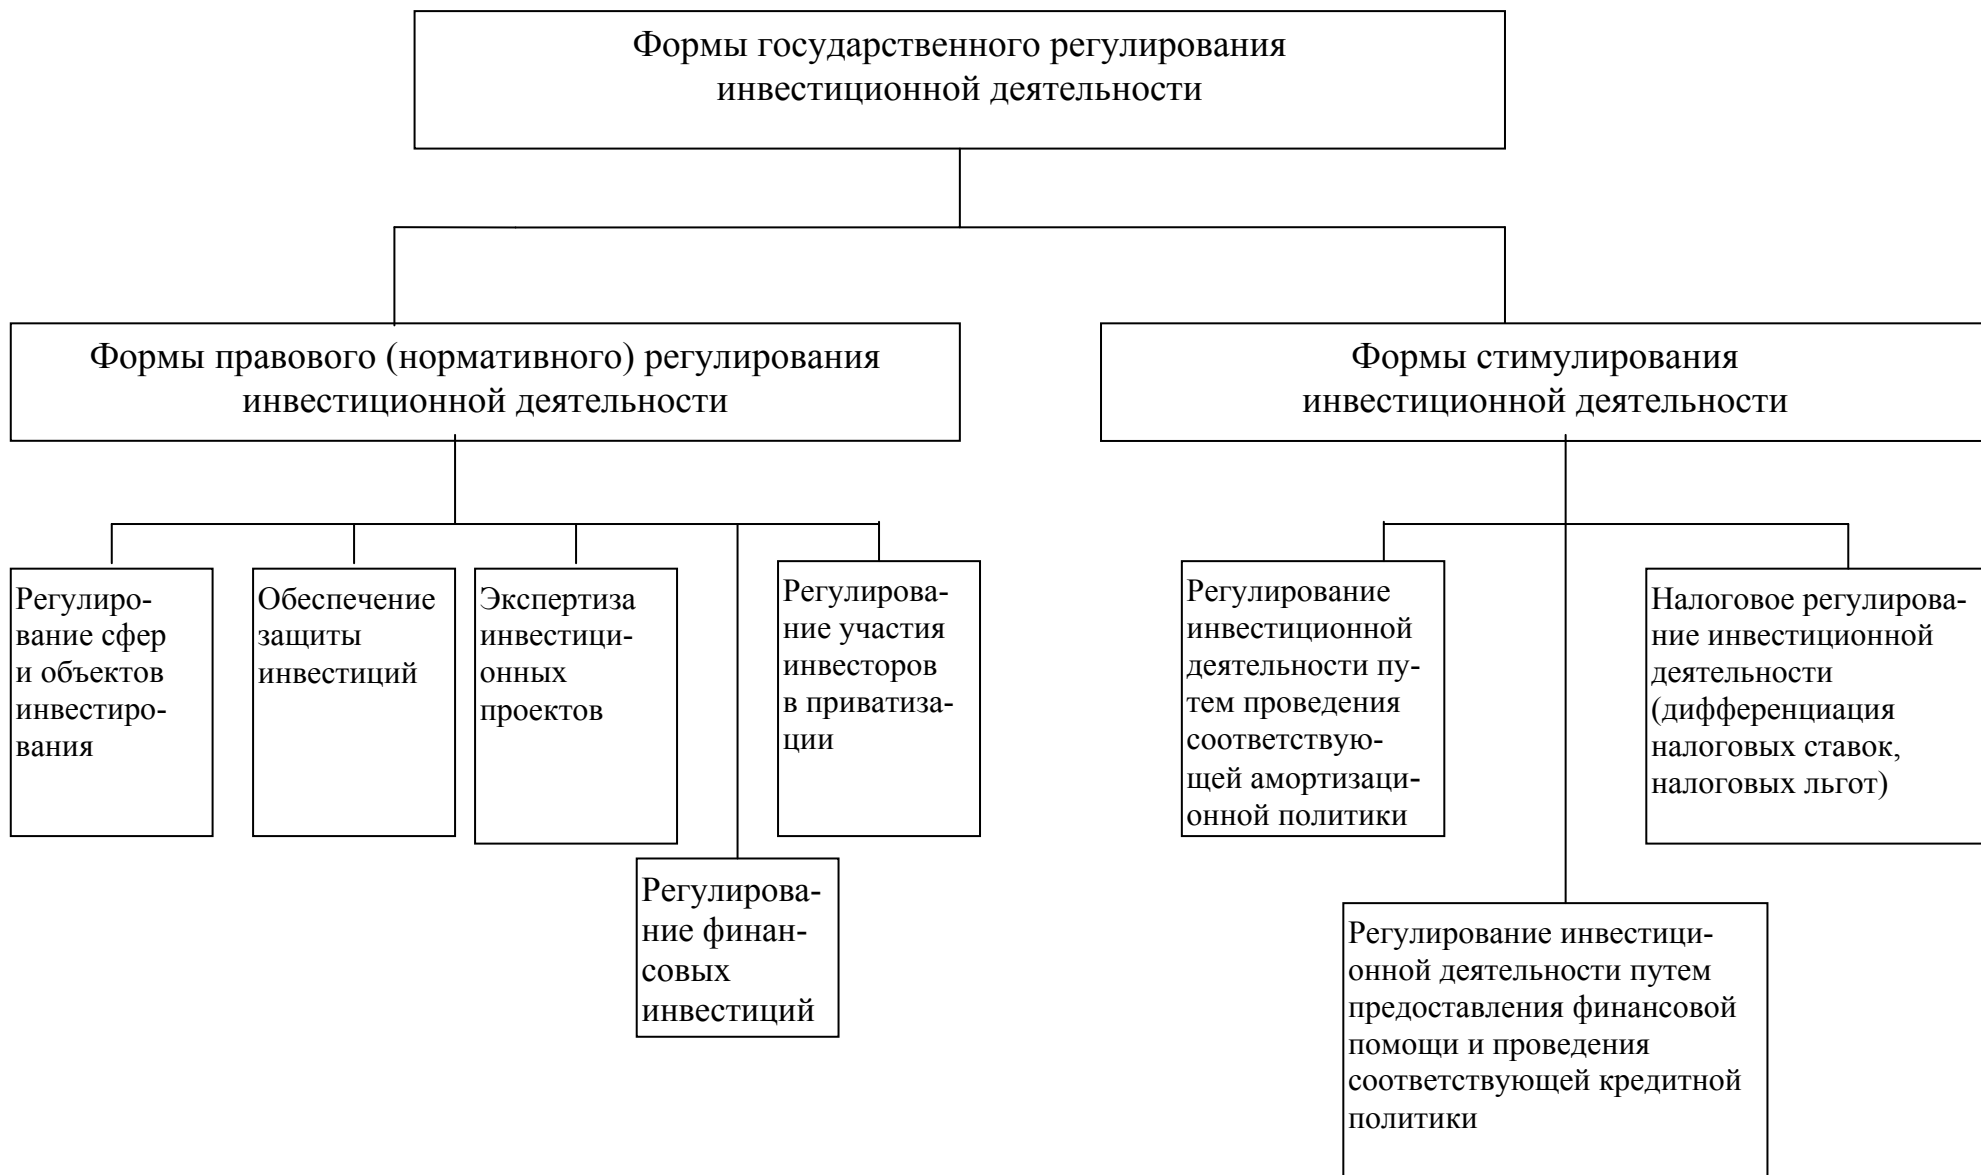 Формы государственного регулирования
инвестиционной деятельности
Формы правового (нормативного) регулирования
инвестиционной деятельности
Формы стимулирования
инвестиционной деятельности
Регулиро-
вание сфер
и объектов
инвестиро-
вания
Обеспечение
защиты
инвестиций
Экспертиза
инвестици-
онных
проектов
Регулирова-
ние участия
инвесторов
в приватиза-
ции
Регулирование
инвестиционной
деятельности пу-
тем проведения
соответствую-
щей амортизаци-
онной политики
Налоговое регулирова-
ние инвестиционной
деятельности
(дифференциация
налоговых ставок,
налоговых льгот)
Регулирова-
ние финан-
совых
инвестиций
Регулирование инвестици-
онной деятельности путем
предоставления финансовой
помощи и проведения
соответствующей кредитной
политики